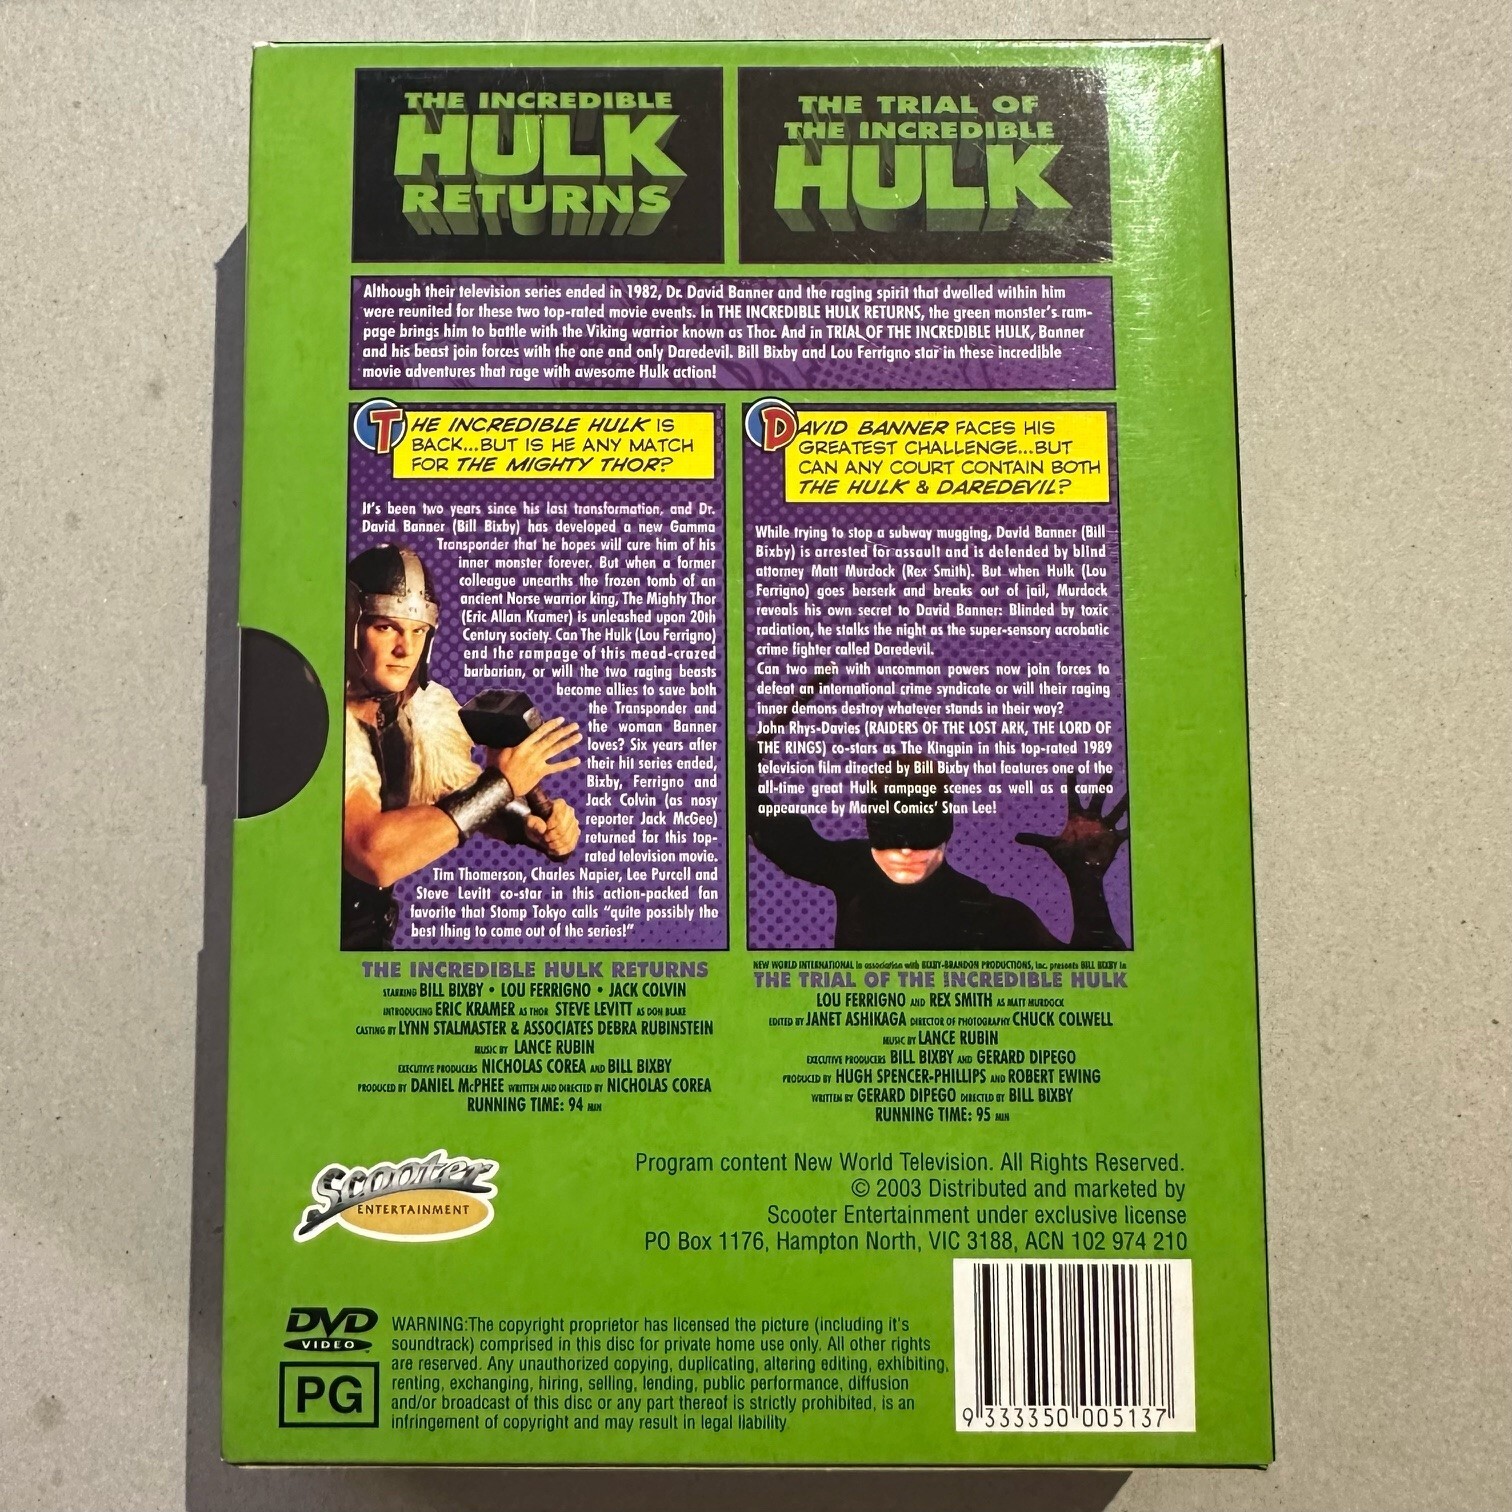 THE INCREDIBLE
HULK
RETURNS
THE TRIAL OF
THE INCREDIBLE
HULK
Although their television series ended in 1982, Dr. David Banner and the raging spirit that dwelled within him
were reunited for these two top-rated movie events. In THE INCREDIBLE HULK RETURNS, the green monster's ram-
page brings him to battle with the Viking warrior known as Thor. And in TRIAL OF THE INCREDIBLE HULK, Banner
and his beast join forces with the one and only Daredevil. Bill Bixby and Lou Ferrigno star in these incredible
movie adventures that rage with awesome Hulk action!
THE INCREDIBLE HULK IS
BACK...BUT IS HE ANY MATCH
FOR THE MIGHTY THOR?
It's been two years since his last transformation, and Dr.
David Banner (Bill Bixby) has developed a new Gamma
Transponder that he hopes will cure him of his
inner monster forever. But when a former
colleague unearths the frozen tomb of an
ancient Norse warrior king, The Mighty Thor
(Eric Allan Kramer) is unleashed upon 20th
Century society. Can The Hulk (Lou Ferrigno)
end the rampage of this mead-crazed
barbarian, or will the two raging beasts
become allies to save both
the Transponder and
the woman Banner
loves? Six years after
their hit series ended,
Bixby, Ferrigno and
Jack Colvin (as nosy
reporter Jack McGee)
returned for this top-
rated television movie.
Tim Thomerson, Charles Napier, Lee Purcell and
Steve Levitt co-star in this action-packed fan
favorite that Stomp Tokyo calls "quite possibly the
best thing to come out of the series!"
DAVID BANNER FACES HIS
GREATEST CHALLENGE...BUT
CAN ANY COURT CONTAIN BOTH
THE HULK & DAREDEVIL?
While trying to stop a subway mugging, David Banner (Bill
Bixby) is arrested for assault and is defended by blind
attorney Matt Murdock (Rex Smith). But when Hulk (Lou
Ferrigno) goes berserk and breaks out of jail, Murdock
reveals his own secret to David Banner: Blinded by toxic
radiation, he stalks the night as the super-sensory acrobatic
crime fighter called Daredevil.
Can two men with uncommon powers now join forces to
defeat an international crime syndicate or will their raging
inner demons destroy whatever stands in their way?
John Rhys-Davies (RAIDERS OF THE LOST ARK, THE LORD OF
THE RINGS) co-stars as The Kingpin in this top-rated 1989
television film directed by Bill Bixby that features one of the
all-time great Hulk rampage scenes as well as a cameo
appearance by Marvel Comics' Stan Lee!
THE INCREDIBLE HULK RETURNS
STARRING BILL BIXBY • LOU FERRIGNO • JACK COLVIN
INTRODUCING ERIC KRAMER AS THOR STEVE LEVITT AS DON BLAKE
CASTING BY LYNN STALMASTER & ASSOCIATES DEBRA RUBINSTEIN
MUSIC BY LANCE RUBIN
EXECUTIVE PRODUCERS NICHOLAS COREA AND BILL BIXBY
PRODUCED BY DANIEL McPHEE WRITTEN AND DIRECTED BY NICHOLAS COREA
RUNNING TIME: 94 MIN
NEW WORLD INTERNATIONAL in association with BIXBY-BRANDON PRODUCTIONS, Inc. presents BILL BIXBY in
THE TRIAL OF THE INCREDIBLE HULK
LOU FERRIGNO AND REX SMITH AS MATT MURDOCK
EDITED BY JANET ASHIKAGA DIRECTOR OF PHOTOGRAPHY CHUCK COLWELL
MUSIC BY LANCE RUBIN
EXECUTIVE PRODUCERS BILL BIXBY AND GERARD DIPEGO
PRODUCED BY HUGH SPENCER-PHILLIPS AND ROBERT EWING
WRITTEN BY GERARD DIPEGO DIRECTED BY BILL BIXBY
RUNNING TIME: 95 MIN
Scooter
ENTERTAINMENT
Program content New World Television. All Rights Reserved.
© 2003 Distributed and marketed by
Scooter Entertainment under exclusive license
PO Box 1176, Hampton North, VIC 3188, ACN 102 974 210
DVD
VIDEO
PG
WARNING:The copyright proprietor has licensed the picture (including it's
soundtrack) comprised in this disc for private home use only. All other rights
are reserved. Any unauthorized copying, duplicating, altering editing, exhibiting,
renting, exchanging, hiring, selling, lending, public performance, diffusion
and/or broadcast of this disc or any part thereof is strictly prohibited, is an
infringement of copyright and may result in legal liability.
9 333350 005137